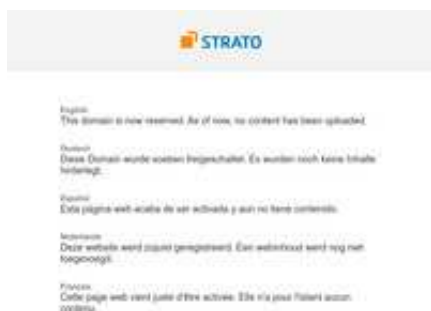 STRATO
English
This domain is now reserved. As of now, no content has been uploaded.
Deutsch
Diese Domain wurde soeben freigeschaltet. Es wurden noch keine Inhalte
hinterlegt.
Español
Esta página web acaba de ser activada y aun no tiene contenido.
Nederlands
Deze website werd zojuist geregistreerd. Een webinhoud werd nog niet
toegevoegd.
Français
Cette page web vient juste d'être activée. Elle n'a pour l'istant aucun
contenu.